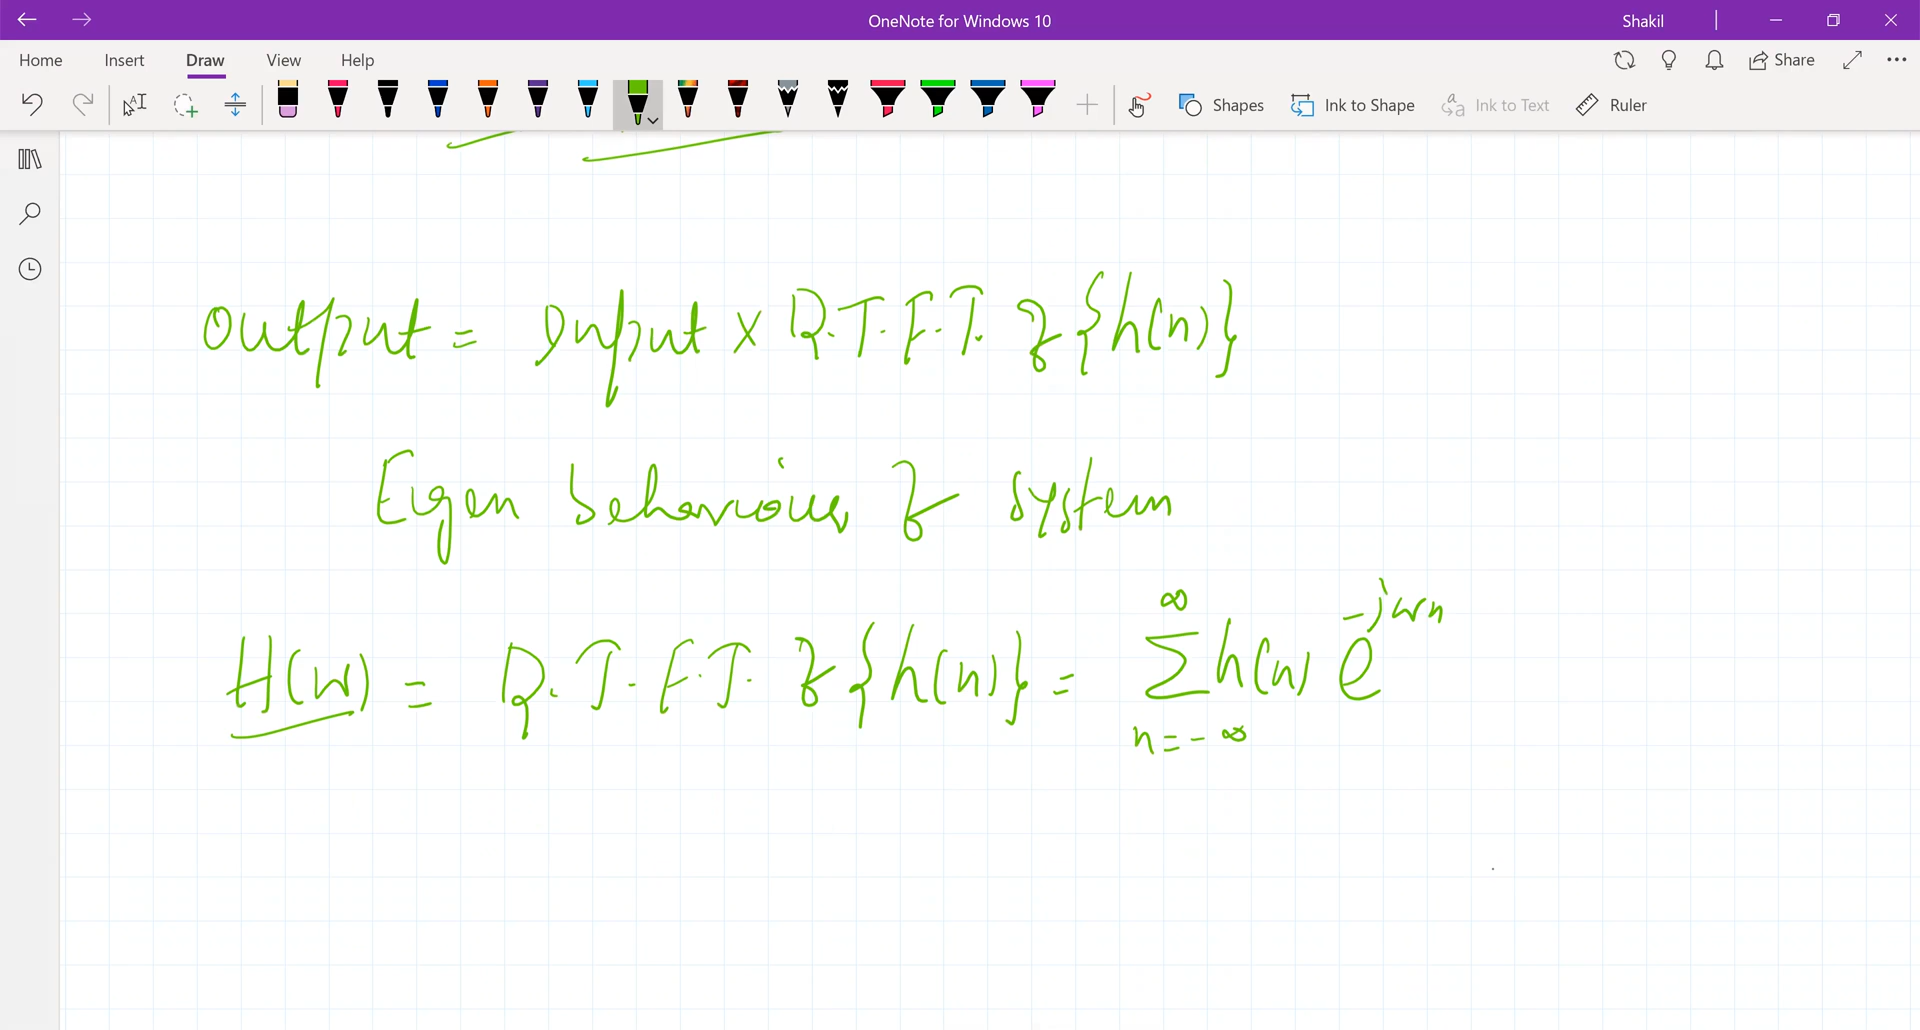 OneNote for Windows 10
Shakil
Home Insert Draw View Help
Share
Shapes Ink to Shape Ink to Text Ruler
Output = Input x D.T.F.T. of {h(n)}
Eigen behaviour of system
H(w) = D.T.F.T. of {h(n)} = ∞ Σ n=-∞ h(n) e^-jwn